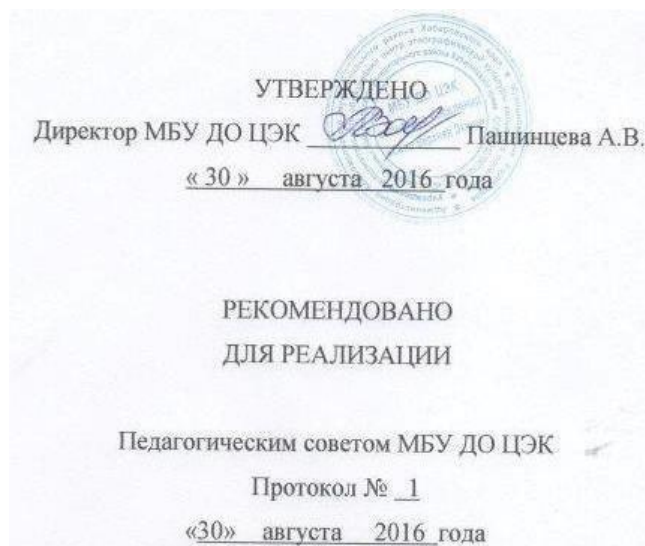 УТВЕРЖДЕНО
Директор МБУ ДО ЦЭК ____________ Пашинцева А.В.
« 30 » августа 2016 года
РЕКОМЕНДОВАНО
ДЛЯ РЕАЛИЗАЦИИ
Педагогическим советом МБУ ДО ЦЭК
Протокол № 1
«30» августа 2016 года